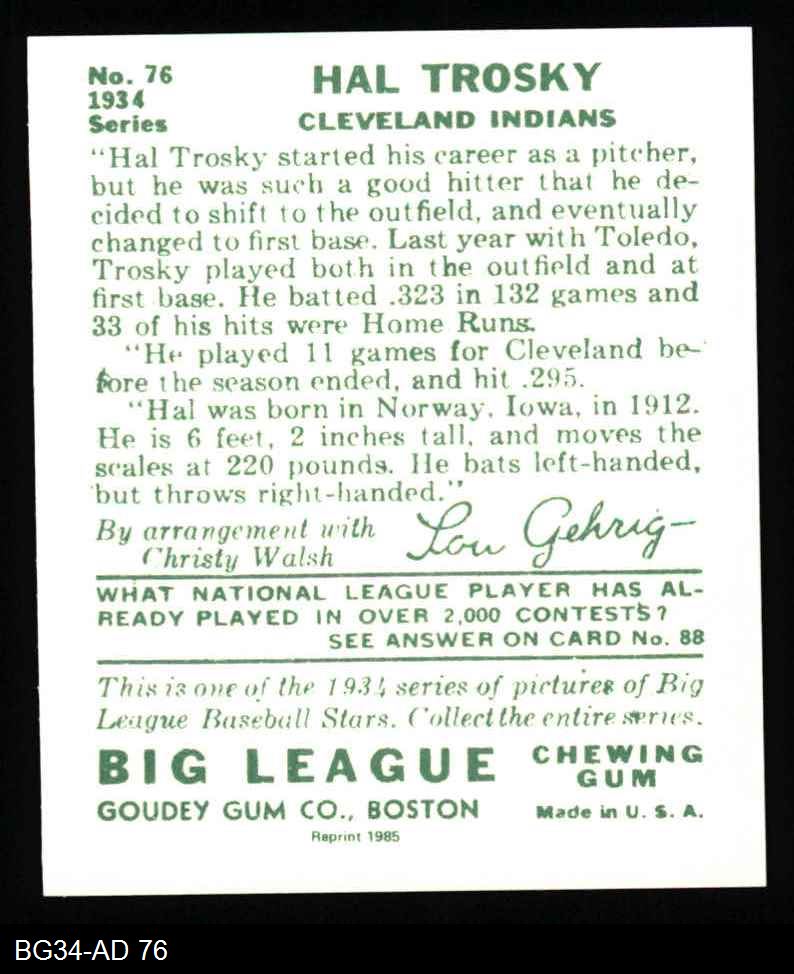 No. 76
1934
Series
HAL TROSKY
CLEVELAND INDIANS
"Hal Trosky started his career as a pitcher,
but he was such a good hitter that he de-
cided to shift to the outfield, and eventually
changed to first base. Last year with Toledo,
Trosky played both in the outfield and at
first base. He batted .323 in 132 games and
33 of his hits were Home Runs.
"He played 11 games for Cleveland be-
fore the season ended, and hit .295.
"Hal was born in Norway, Iowa, in 1912.
He is 6 feet, 2 inches tall, and moves the
scales at 220 pounds. He bats left-handed,
but throws right-handed."
By arrangement with
Christy Walsh
Lou Gehrig
WHAT NATIONAL LEAGUE PLAYER HAS AL-
READY PLAYED IN OVER 2,000 CONTESTS?
SEE ANSWER ON CARD No. 88
This is one of the 1934 series of pictures of Big
League Baseball Stars. Collect the entire series.
BIG LEAGUE
CHEWING
GUM
GOUDEY GUM CO., BOSTON
Made in U. S. A.
Reprint 1985
BG34-AD 76